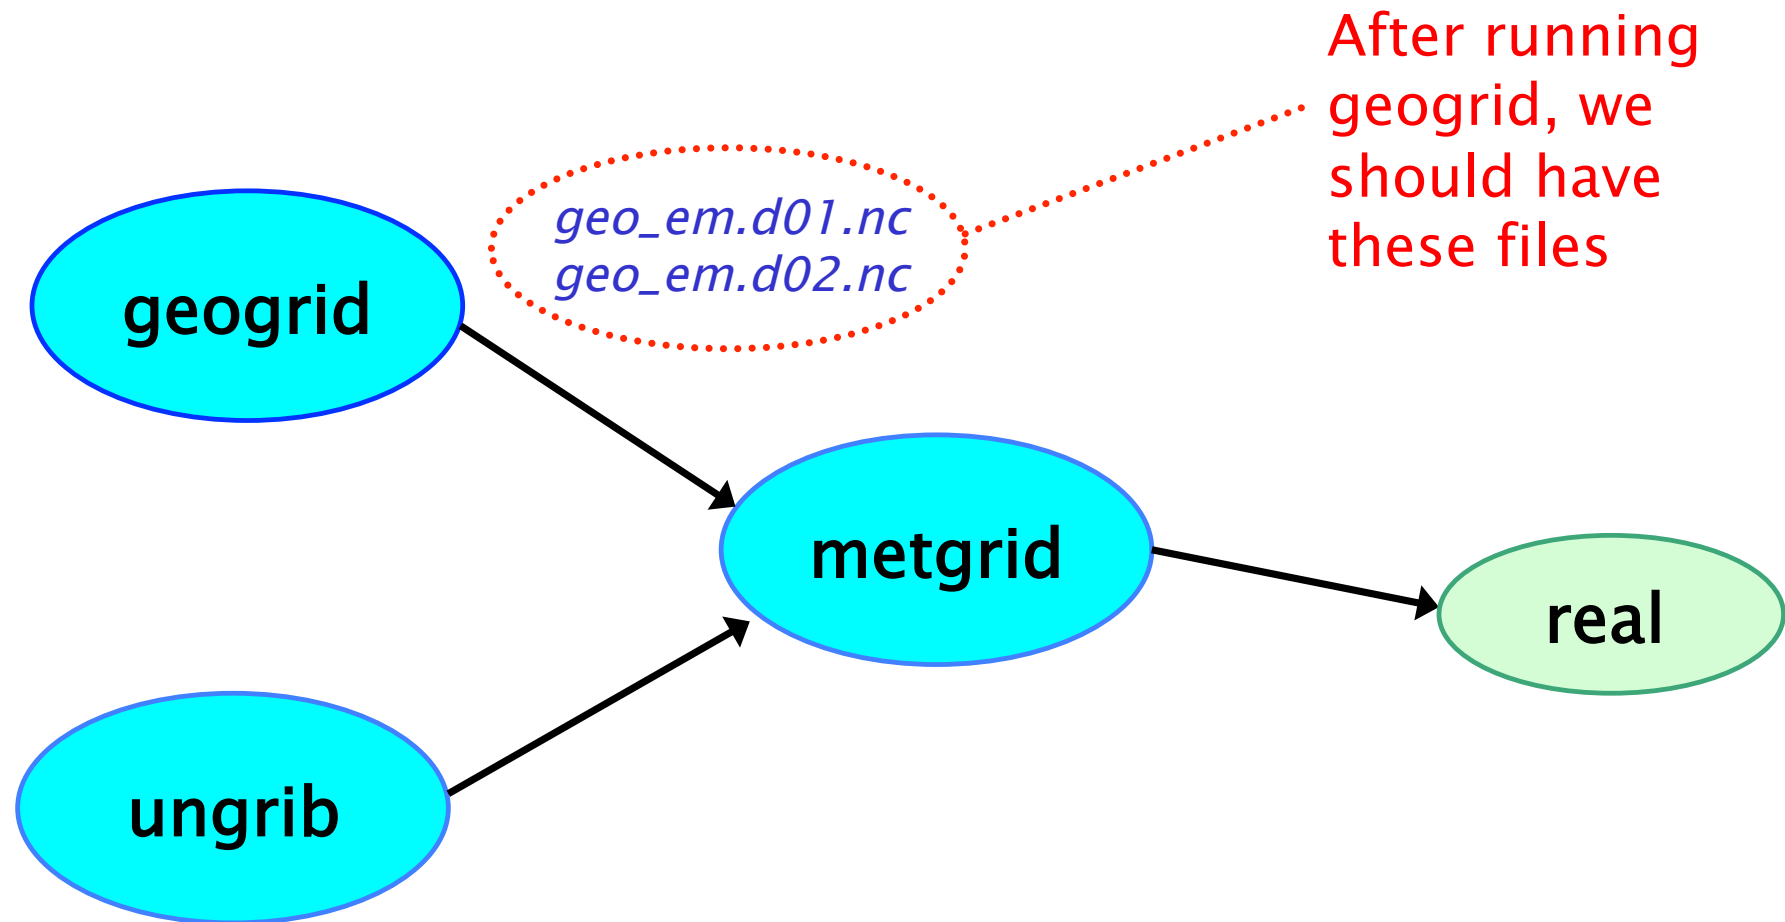 After running
geogrid, we
should have
these files
geo_em.d01.nc
geo_em.d02.nc
geogrid
metgrid
real
ungrib